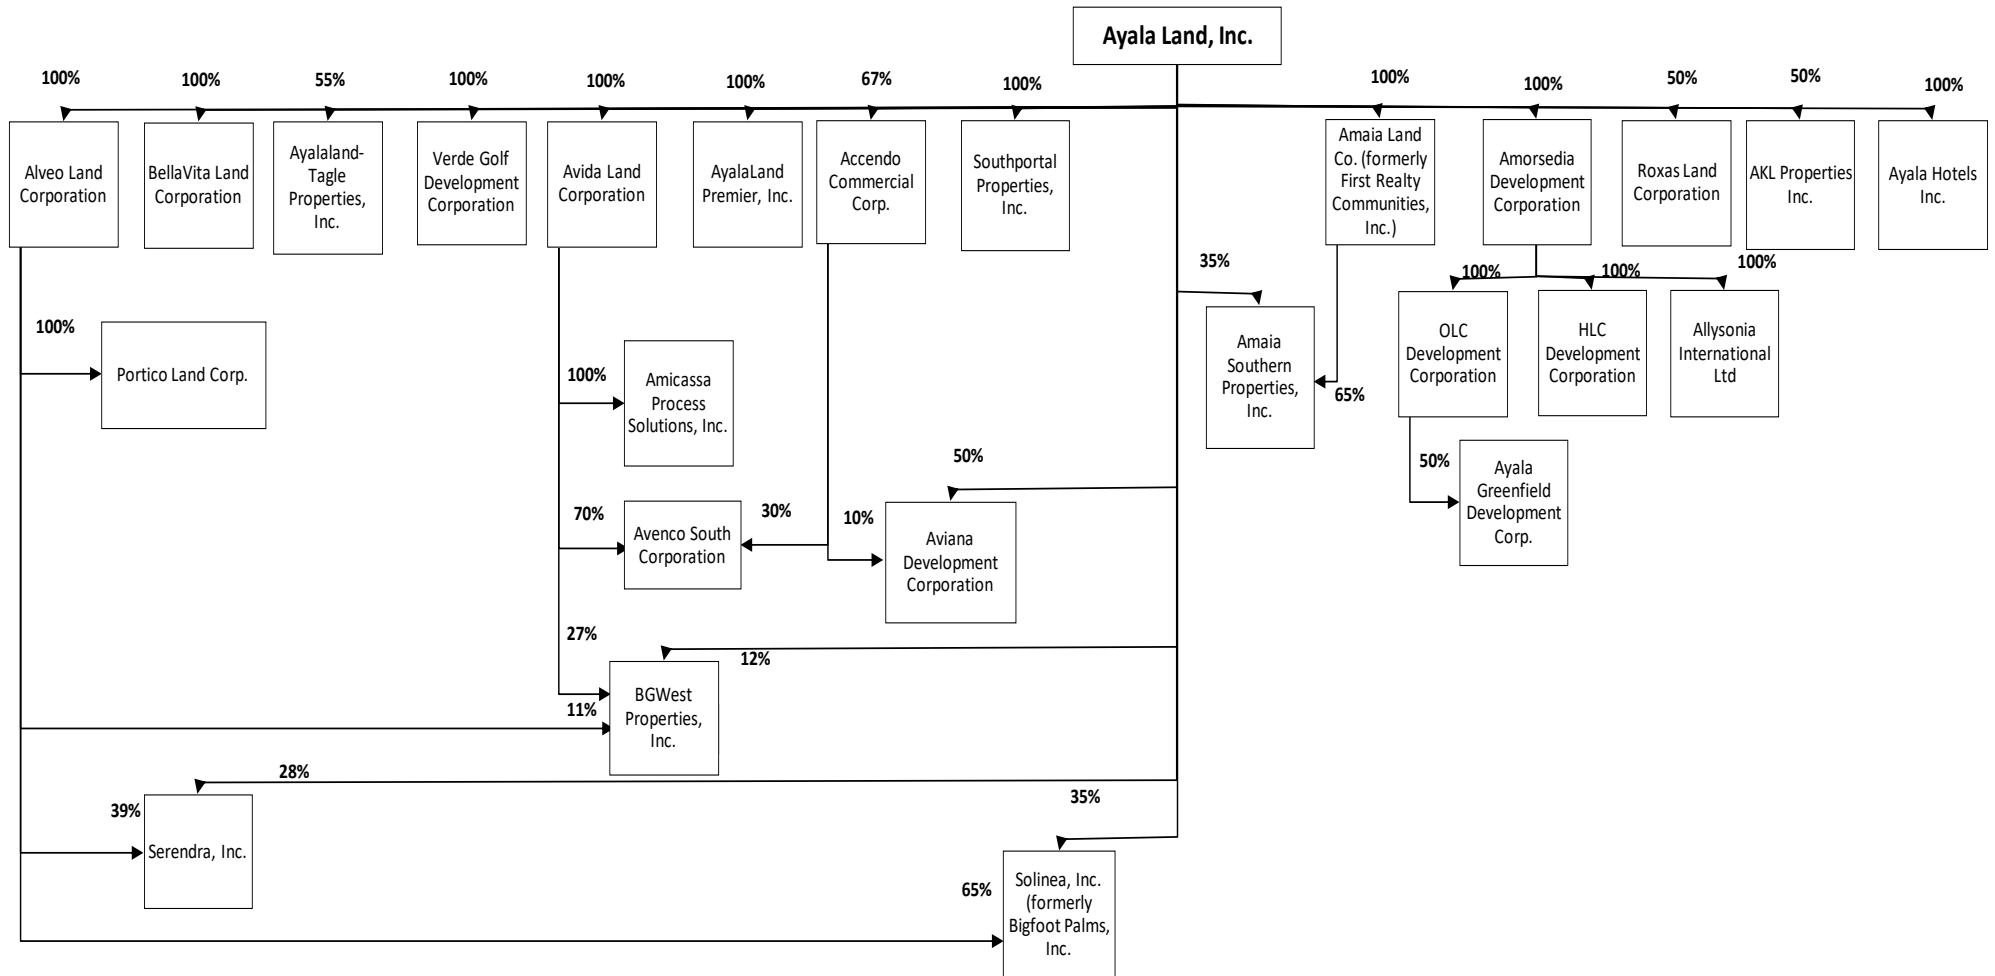 Ayala Land, Inc.
100%
100%
55%
100%
100%
100%
67%
100%
100%
100%
50%
50%
100%
Alveo Land
Corporation
BellaVita Land
Corporation
Ayalaland-
Tagle
Properties,
Inc.
Verde Golf
Development
Corporation
Avida Land
Corporation
AyalaLand
Premier, Inc.
Accendo
Commercial
Corp.
Southportal
Properties,
Inc.
Amaia Land
Co. (formerly
First Realty
Communities,
Inc.)
Amorsedia
Development
Corporation
Roxas Land
Corporation
AKL Properties
Inc.
Ayala Hotels
Inc.
35%
100%
100%
100%
100%
Portico Land Corp.
100%
Amicassa
Process
Solutions, Inc.
Amaia
Southern
Properties,
Inc.
65%
OLC
Development
Corporation
HLC
Development
Corporation
Allysonia
International
Ltd
50%
50%
Ayala
Greenfield
Development
Corp.
70%
Avenco South
Corporation
30%
10%
Aviana
Development
Corporation
27%
12%
BGWest
Properties,
Inc.
11%
28%
39%
Serendra, Inc.
35%
65%
Solinea, Inc.
(formerly
Bigfoot Palms,
Inc.